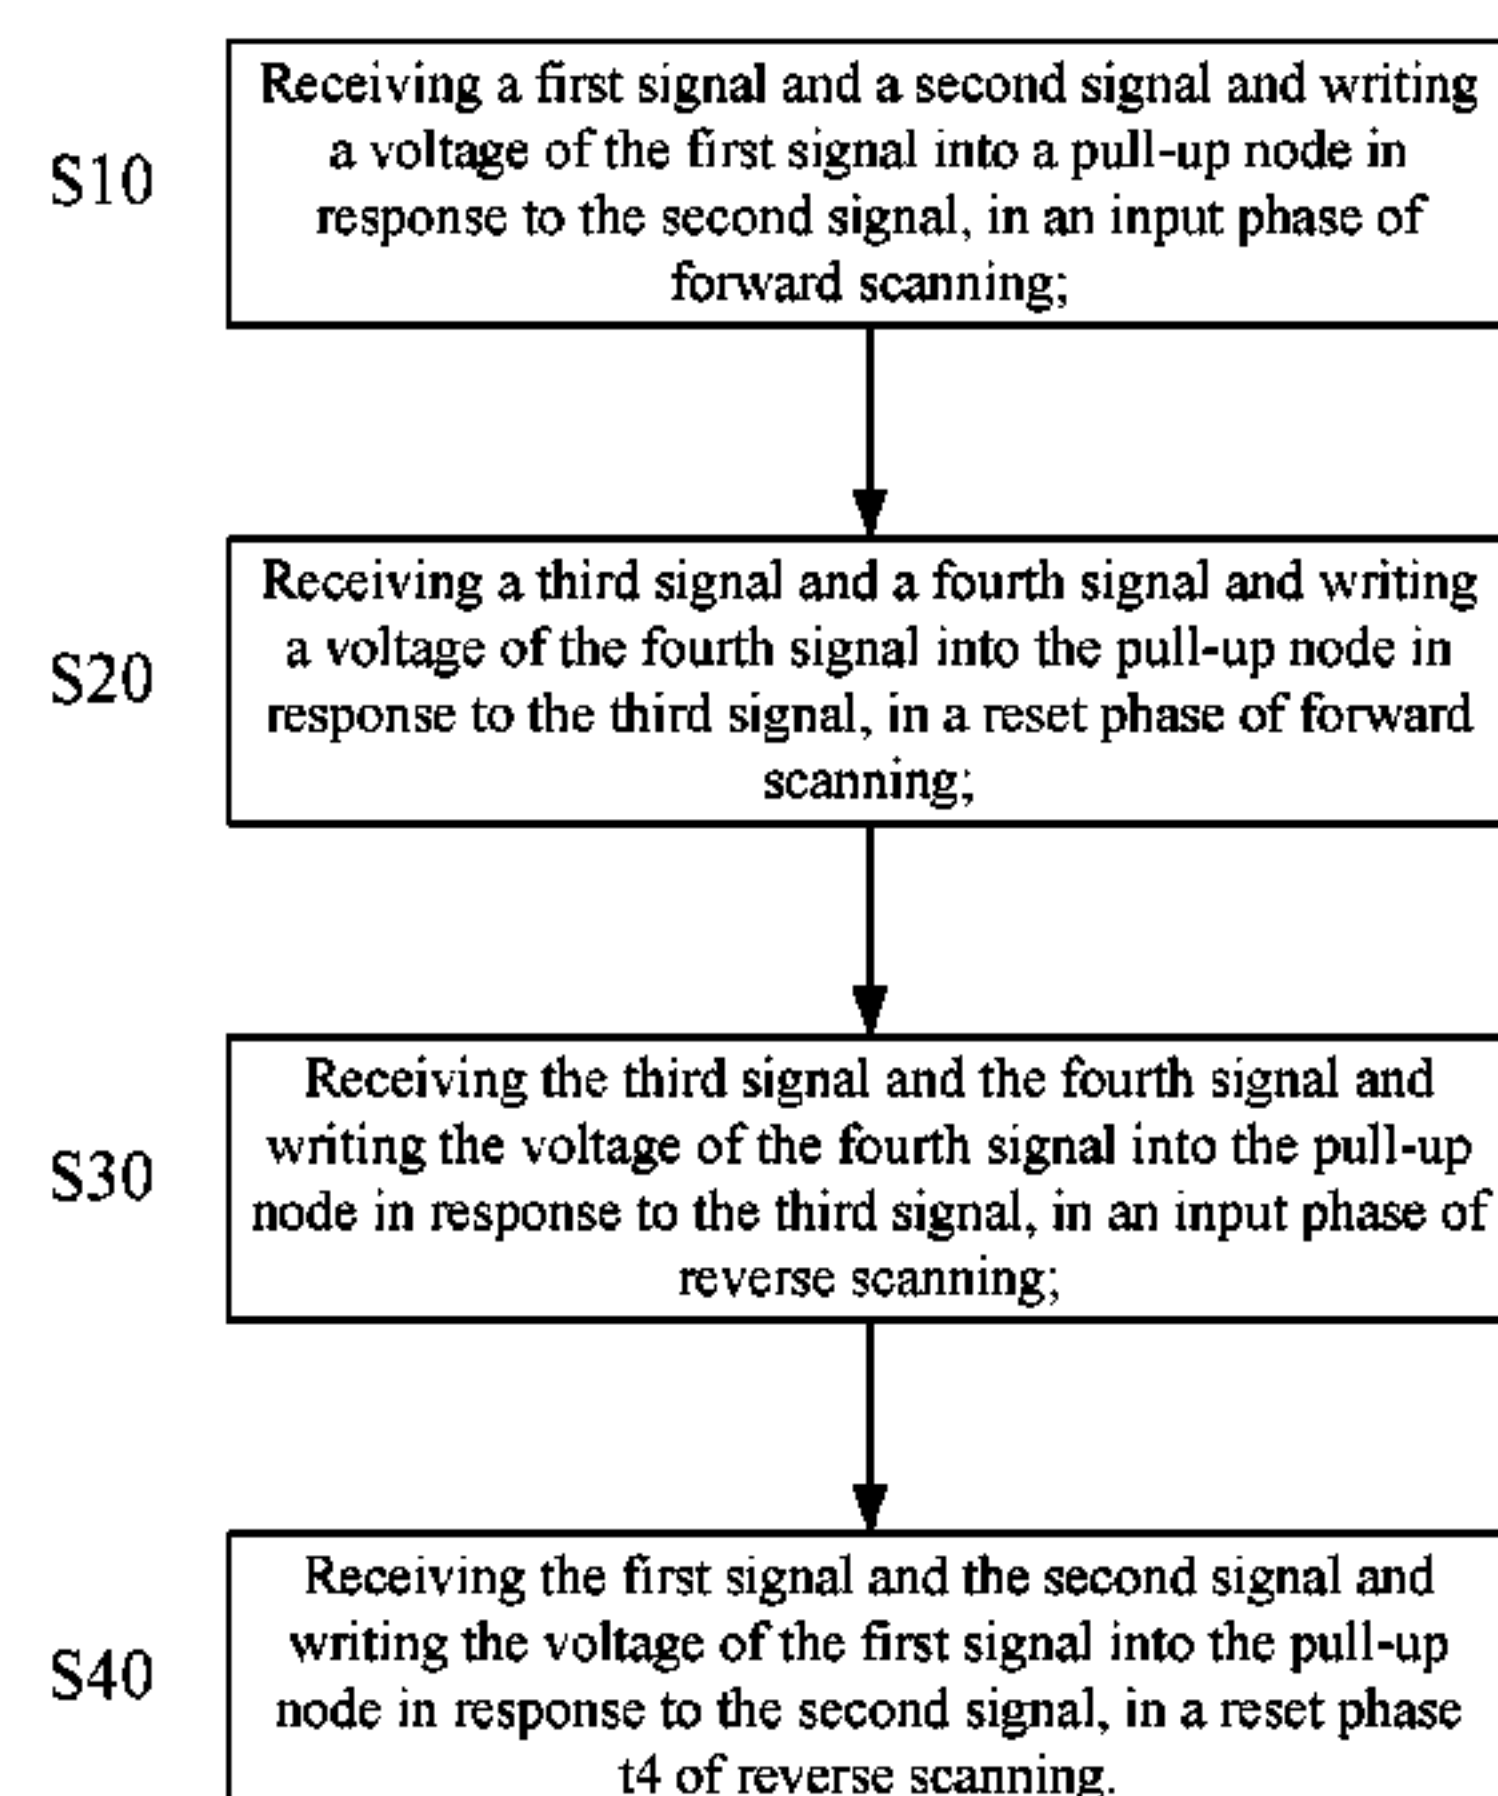 S10
Receiving a first signal and a second signal and writing
a voltage of the first signal into a pull-up node in
response to the second signal, in an input phase of
forward scanning;
S20
Receiving a third signal and a fourth signal and writing
a voltage of the fourth signal into the pull-up node in
response to the third signal, in a reset phase of forward
scanning;
S30
Receiving the third signal and the fourth signal and
writing the voltage of the fourth signal into the pull-up
node in response to the third signal, in an input phase of
reverse scanning;
S40
Receiving the first signal and the second signal and
writing the voltage of the first signal into the pull-up
node in response to the second signal, in a reset phase
t4 of reverse scanning.